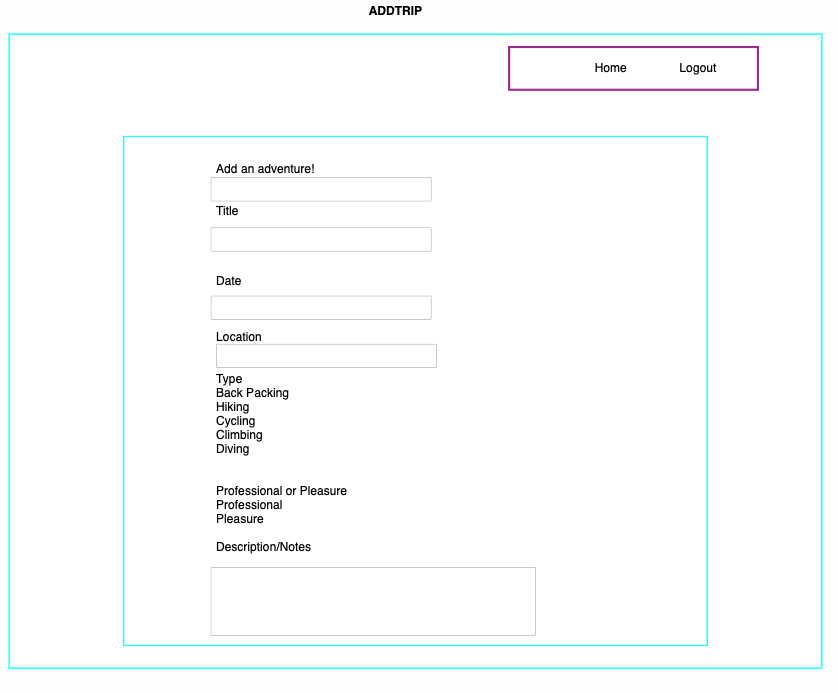 ADDTRIP
Home Logout
Add an adventure!
Title
Date
Location
Type
Back Packing
Hiking
Cycling
Climbing
Diving
Professional or Pleasure
Professional
Pleasure
Description/Notes